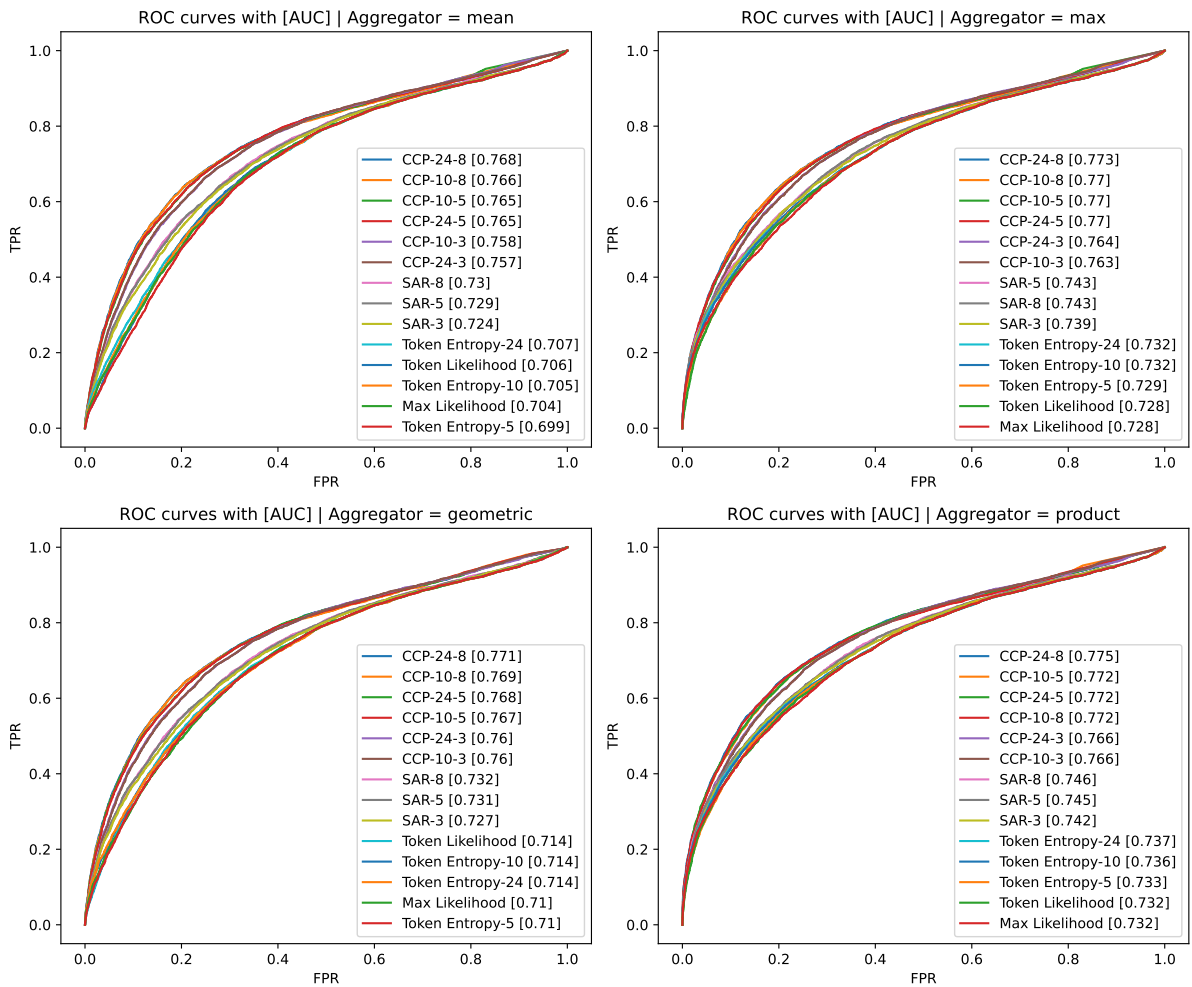 ROC curves with [AUC] | Aggregator = mean
1.0
0.8
0.6
0.4
0.2
0.0
TPR
CCP-24-8 [0.768]
CCP-10-8 [0.766]
CCP-10-5 [0.765]
CCP-24-5 [0.765]
CCP-10-3 [0.758]
CCP-24-3 [0.757]
SAR-8 [0.73]
SAR-5 [0.729]
SAR-3 [0.724]
Token Entropy-24 [0.707]
Token Likelihood [0.706]
Token Entropy-10 [0.705]
Max Likelihood [0.704]
Token Entropy-5 [0.699]
0.0 0.2 0.4 0.6 0.8 1.0
FPR
ROC curves with [AUC] | Aggregator = max
1.0
0.8
0.6
0.4
0.2
0.0
TPR
CCP-24-8 [0.773]
CCP-10-8 [0.77]
CCP-10-5 [0.77]
CCP-24-5 [0.77]
CCP-24-3 [0.764]
CCP-10-3 [0.763]
SAR-5 [0.743]
SAR-8 [0.743]
SAR-3 [0.739]
Token Entropy-24 [0.732]
Token Entropy-10 [0.732]
Token Entropy-5 [0.729]
Token Likelihood [0.728]
Max Likelihood [0.728]
0.0 0.2 0.4 0.6 0.8 1.0
FPR
ROC curves with [AUC] | Aggregator = geometric
1.0
0.8
0.6
0.4
0.2
0.0
TPR
CCP-24-8 [0.771]
CCP-10-8 [0.769]
CCP-24-5 [0.768]
CCP-10-5 [0.767]
CCP-24-3 [0.76]
CCP-10-3 [0.76]
SAR-8 [0.732]
SAR-5 [0.731]
SAR-3 [0.727]
Token Likelihood [0.714]
Token Entropy-10 [0.714]
Token Entropy-24 [0.714]
Max Likelihood [0.71]
Token Entropy-5 [0.71]
0.0 0.2 0.4 0.6 0.8 1.0
FPR
ROC curves with [AUC] | Aggregator = product
1.0
0.8
0.6
0.4
0.2
0.0
TPR
CCP-24-8 [0.775]
CCP-10-5 [0.772]
CCP-24-5 [0.772]
CCP-10-8 [0.772]
CCP-24-3 [0.766]
CCP-10-3 [0.766]
SAR-8 [0.746]
SAR-5 [0.745]
SAR-3 [0.742]
Token Entropy-24 [0.737]
Token Entropy-10 [0.736]
Token Entropy-5 [0.733]
Token Likelihood [0.732]
Max Likelihood [0.732]
0.0 0.2 0.4 0.6 0.8 1.0
FPR